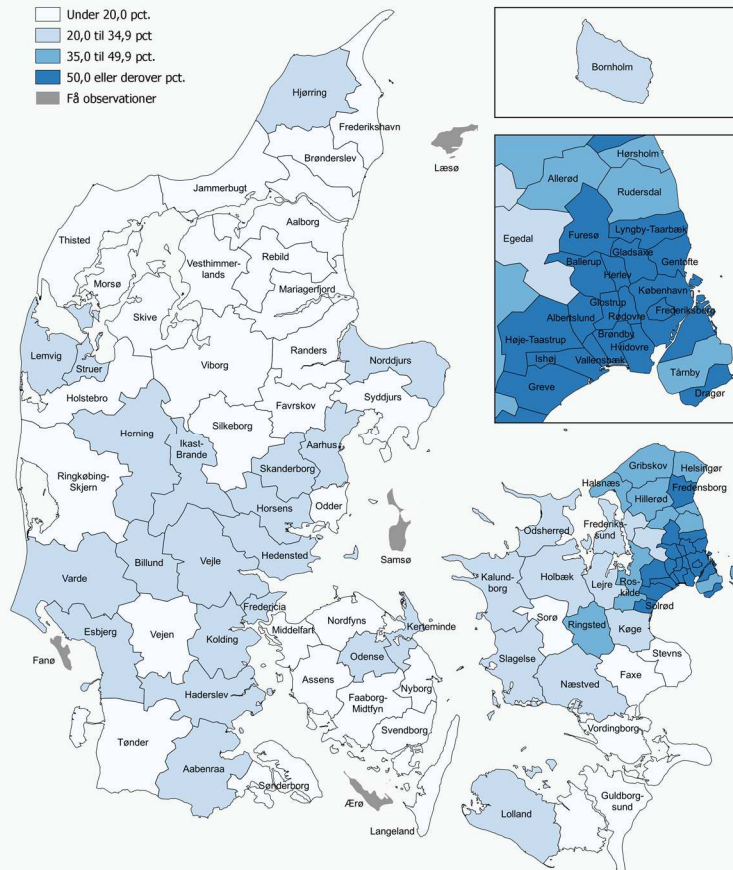 Under 20,0 pct.
20,0 til 34,9 pct
35,0 til 49,9 pct.
50,0 eller derover pct.
Få observationer
Bornholm
Hjørring
Frederikshavn
Brønderslev
Læsø
Jammerbugt
Aalborg
Thisted
Vesthimmer-
lands
Rebild
Morsø
Mariagerfjord
Skive
Lemvig
Struer
Viborg
Randers
Norddjurs
Holstebro
Favrskov
Syddjurs
Silkeborg
Herning
Ikast-
Brande
Aarhus
Skanderborg
Ringkøbing-
Skjern
Horsens
Odder
Samsø
Hedensted
Varde
Billund
Vejle
Fredericia
Esbjerg
Vejen
Kolding
Fanø
Haderslev
Tønder
Aabenraa
Sønderborg
Middelfart
Nordfyns
Kerteminde
Odense
Assens
Nyborg
Faaborg-
Midtfyn
Svendborg
Ærø
Langeland
Hørsholm
Allerød
Rudersdal
Egedal
Furesø
Lyngby-Taarbæk
Gladsaxe
Ballerup
Gentofte
Herlev
København
Glostrup
Frederiksberg
Albertslund
Rødovre
Høje-Taastrup
Brøndby
Hvidovre
Ishøj
Vallensbæk
Tårnby
Greve
Dragør
Gribskov
Helsingør
Halsnæs
Fredensborg
Hillerød
Odsherred
Frederiks-
sund
Kalund-
borg
Holbæk
Lejre
Ros-
kilde
Solrød
Sorø
Ringsted
Køge
Stevns
Slagelse
Næstved
Faxe
Vordingborg
Guldborg-
sund
Lolland